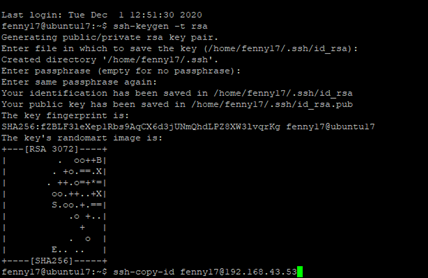 Last login: Tue Dec  1 12:51:30 2020
fenny17@ubuntu17:~$ ssh-keygen -t rsa
Generating public/private rsa key pair.
Enter file in which to save the key (/home/fenny17/.ssh/id_rsa):
Created directory '/home/fenny17/.ssh'.
Enter passphrase (empty for no passphrase):
Enter same passphrase again:
Your identification has been saved in /home/fenny17/.ssh/id_rsa
Your public key has been saved in /home/fenny17/.ssh/id_rsa.pub
The key fingerprint is:
SHA256:fZBLF3leXep1Rbs9AqCX6d3jUNmQhdLPZ8XW3lvqrKg fenny17@ubuntu17
The key's randomart image is:
+---[RSA 3072]----+
|         .  oo++B|
|        . +o.==.X|
|       . ++.o=+*=|
|        oo.++..+X|
|        S.oo.+.==|
|           .o +..|
|             +   |
|           .  o  |
|        E.. ..   |
+----[SHA256]-----+
fenny17@ubuntu17:~$ ssh-copy-id fenny17@192.168.43.53